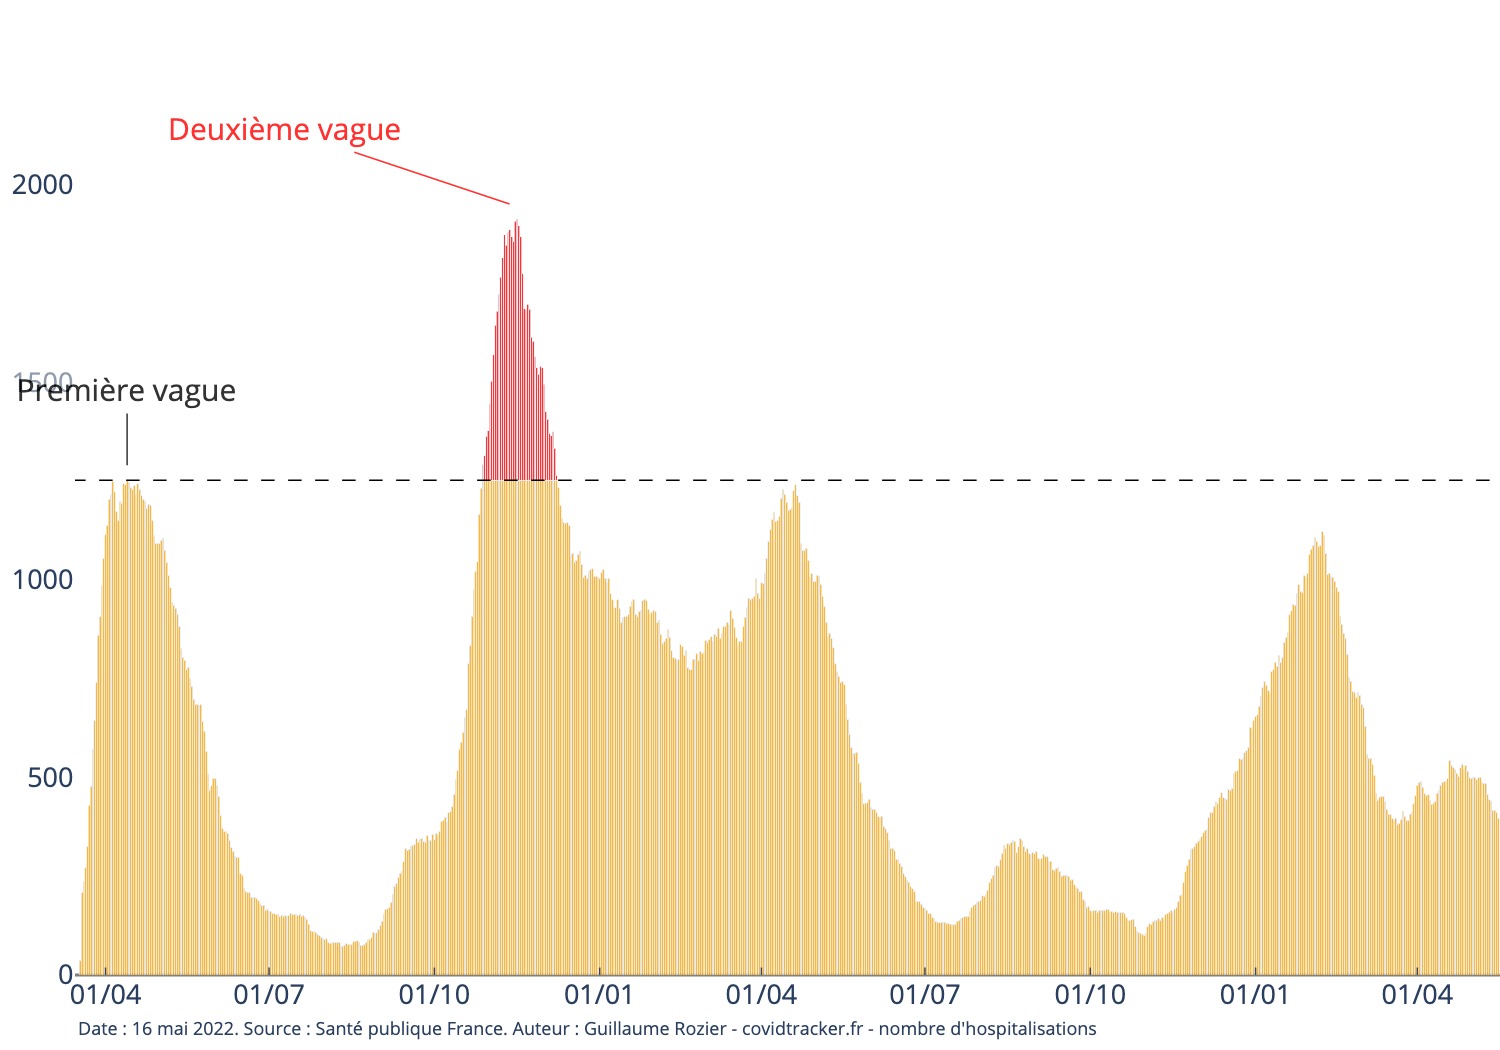 Deuxième vague
2000
1500
Première vague
1000
500
0
01/04 01/07 01/10 01/01 01/04 01/07 01/10 01/01 01/04
Date : 16 mai 2022. Source : Santé publique France. Auteur : Guillaume Rozier - covidtracker.fr - nombre d'hospitalisations